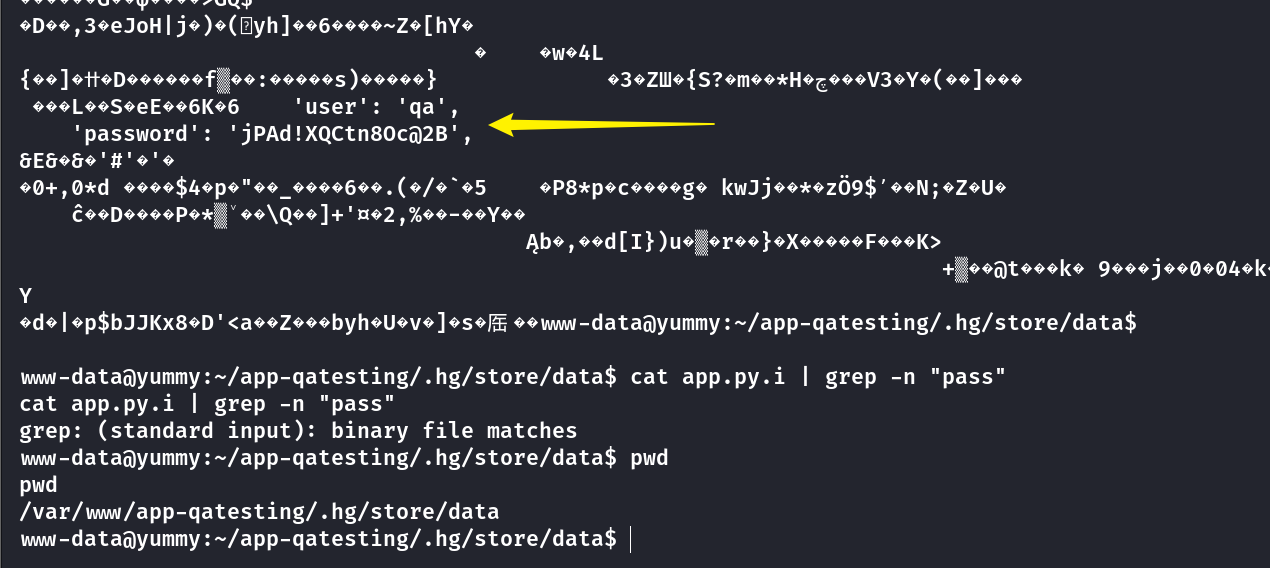 �D��,3�eJoH|j�)�(yh]��6����~Z�[hY�
� �w�4L
{��]�卄�D������f▒��:�����s)�����} �3�ZШ�{S?�m��*H�ڇ���V3�Y�(��]���
���L��S�eE��6K�6 'user': 'qa',
'password': 'jPAd!XQCtn8Oc@2B',
&E&�&�'#'�'�
�0+,0*d ����$4�p�"��_����6��.(�/�`�5 �P8*p�c����g� kwJj��*�zÖ9$ʹ��N;�Z�U�
ĉ��D����P�*▒˅��\Q��]+'¤�2,%��-��Y��
Ąb�,��d[I})u�▒�r��}�X�����F���K>
+▒��@t���k� 9���j��0�04�k�
Y
�d�|�p$bJJKx8�D'<a��Z���byh�U�v�]�s� ��www-data@yummy:~/app-qatesting/.hg/store/data$
www-data@yummy:~/app-qatesting/.hg/store/data$ cat app.py.i | grep -n "pass"
cat app.py.i | grep -n "pass"
grep: (standard input): binary file matches
www-data@yummy:~/app-qatesting/.hg/store/data$ pwd
pwd
/var/www/app-qatesting/.hg/store/data
www-data@yummy:~/app-qatesting/.hg/store/data$